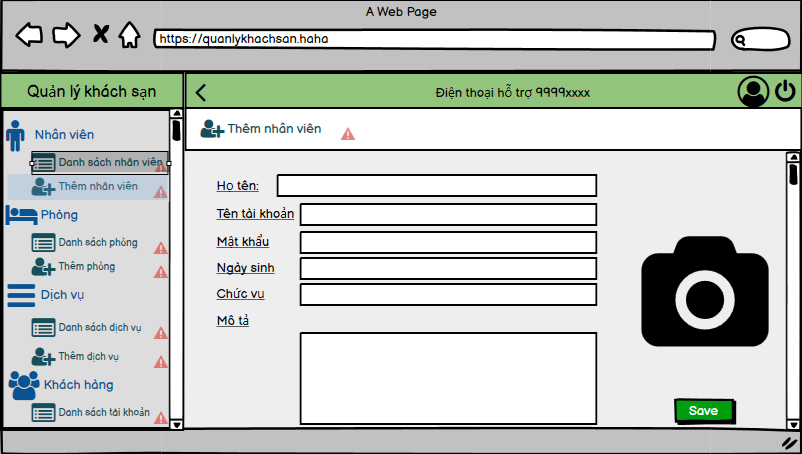 A Web Page
https://quanlykhachsan.haha
Quản lý khách sạn
Điện thoại hỗ trợ 9999xxxx
Nhân viên
Danh sách nhân viên
Thêm nhân viên
Phòng
Danh sách phòng
Thêm phòng
Dịch vụ
Danh sách dịch vụ
Thêm dịch vụ
Khách hàng
Danh sách tài khoản
Thêm nhân viên
Họ tên:
Tên tài khoản
Mật khẩu
Ngày sinh
Chức vụ
Mô tả
Save